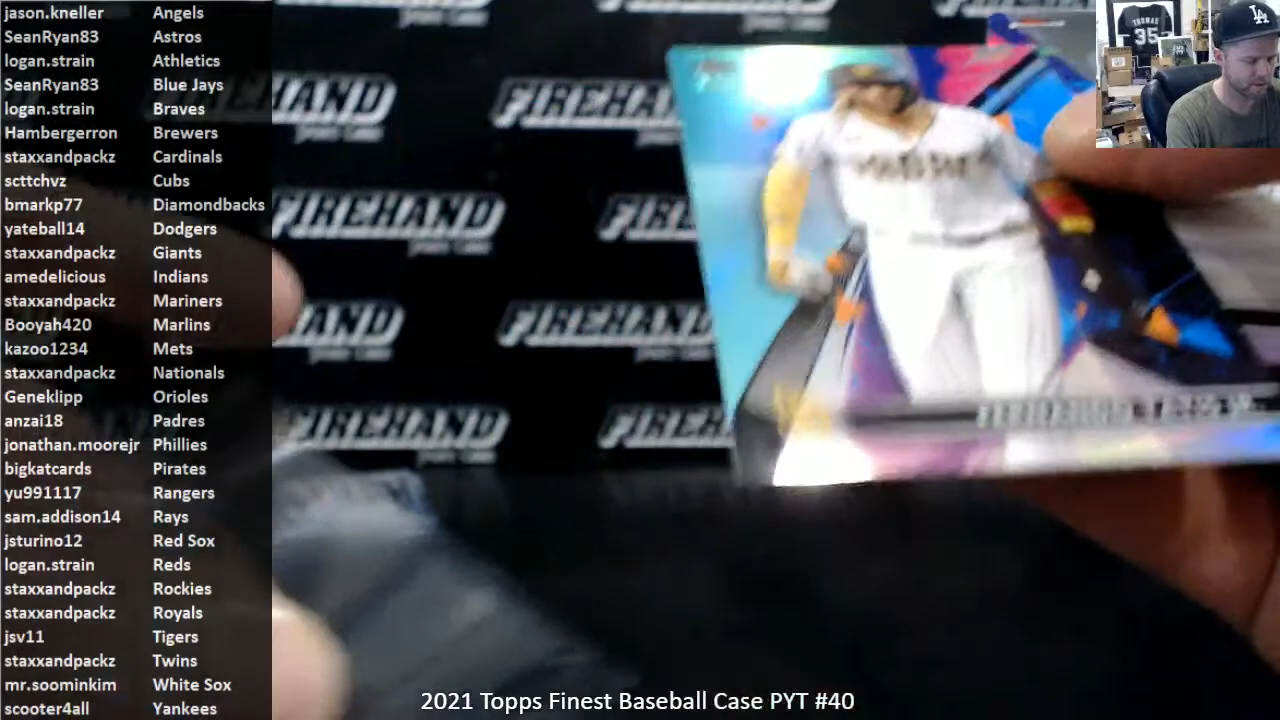 jason.kneller Angels
SeanRyan83 Astros
logan.strain Athletics
SeanRyan83 Blue Jays
logan.strain Braves
Hambergerron Brewers
staxxandpackz Cardinals
scttchvz Cubs
bmarkp77 Diamondbacks
yateball14 Dodgers
staxxandpackz Giants
amedelicious Indians
staxxandpackz Mariners
Booyah420 Marlins
kazoo1234 Mets
staxxandpackz Nationals
Geneklipp Orioles
anzai18 Padres
jonathan.moorejr Phillies
bigkatcards Pirates
yu991117 Rangers
sam.addison14 Rays
jsturino12 Red Sox
logan.strain Reds
staxxandpackz Rockies
staxxandpackz Royals
jsv11 Tigers
staxxandpackz Twins
mr.soominkim White Sox
scooter4all Yankees
FIREHAND
FIREHAND
FIREHAND
FIREHAND
FIREHAND
THOMAS
35
LA
2021 Topps Finest Baseball Case PYT #40